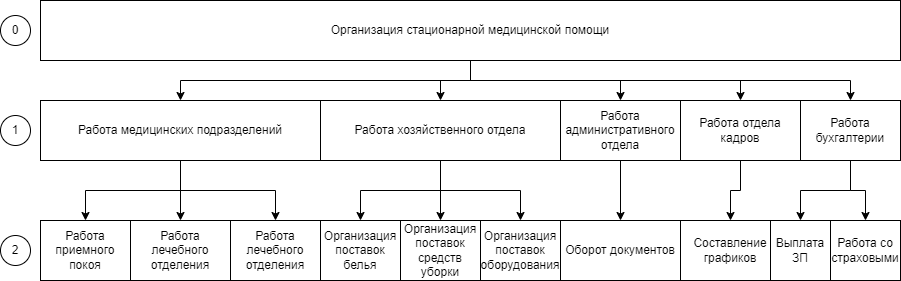 0
Организация стационарной медицинской помощи
1
Работа медицинских подразделений
Работа хозяйственного отдела
Работа
административного
отдела
Работа отдела
кадров
Работа
бухгалтерии
2
Работа
приемного
покоя
Работа
лечебного
отделения
Работа
лечебного
отделения
Организация
поставок
белья
Организация
поставок
средств
уборки
Организация
поставок
оборудования
Оборот документов
Составление
графиков
Выплата
ЗП
Работа со
страховыми